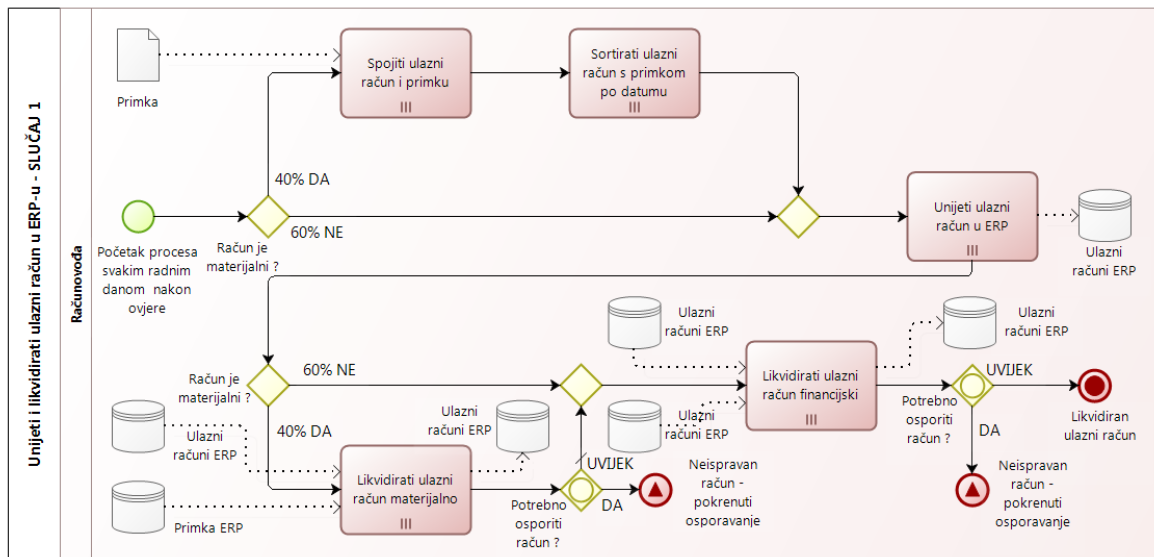 Unijeti i likvidirati ulazni račun u ERP-u - SLUČAJ 1
Računovođa
Primka
Spojiti ulazni
račun i primku
Sortirati ulazni
račun s primkom
po datumu
40% DA
60% NE
Početak procesa
svakim radnim
danom nakon
ovjere
Račun je
materijalni ?
Unijeti ulazni
račun u ERP
Ulazni
računi ERP
Račun je
materijalni ?
60% NE
40% DA
Ulazni
računi ERP
Primka ERP
Likvidirati ulazni
račun materijalno
Ulazni
računi ERP
Potrebno
osporiti
račun ?
UVIJEK
DA
Neispravan
račun -
pokrenuti
osporavanje
Ulazni
računi ERP
Ulazni
računi ERP
Likvidirati ulazni
račun financijski
Ulazni
računi ERP
Potrebno
osporiti
račun ?
UVIJEK
DA
Likvidiran
ulazni račun
Neispravan
račun -
pokrenuti
osporavanje